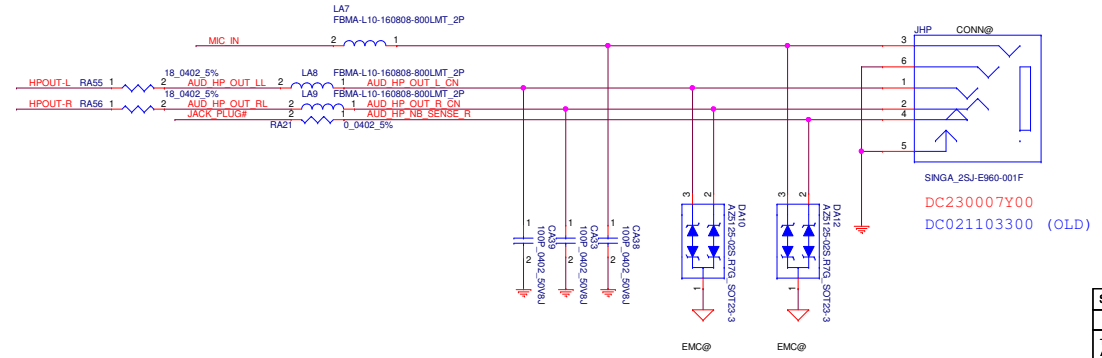 LA7
FBMA-L10-160808-800LMT_2P
JHP CONN@
MIC_IN 2 1 3
6
18_0402_5% LA8 FBMA-L10-160808-800LMT_2P
HPOUT-L RA55 1 2 AUD_HP_OUT_LL 2 1 AUD_HP_OUT_L_CN 1
18_0402_5% LA9 FBMA-L10-160808-800LMT_2P
HPOUT-R RA56 1 2 AUD_HP_OUT_RL 2 1 AUD_HP_OUT_R_CN 2
JACK_PLUG# 2 1 AUD_HP_NB_SENSE_R 4
RA21 0_0402_5%
5
SINGA_2SJ-E960-001F
DC230007Y00
DC021103300 (OLD)
3 2
3 2
DA10
AZ5125-02S.R7G_SOT23-3
DA12
AZ5125-02S.R7G_SOT23-3
1
1
1 2
CA39
100P_0402_50V8J
1 2
CA33
100P_0402_50V8J
1 2
CA38
100P_0402_50V8J
EMC@
EMC@